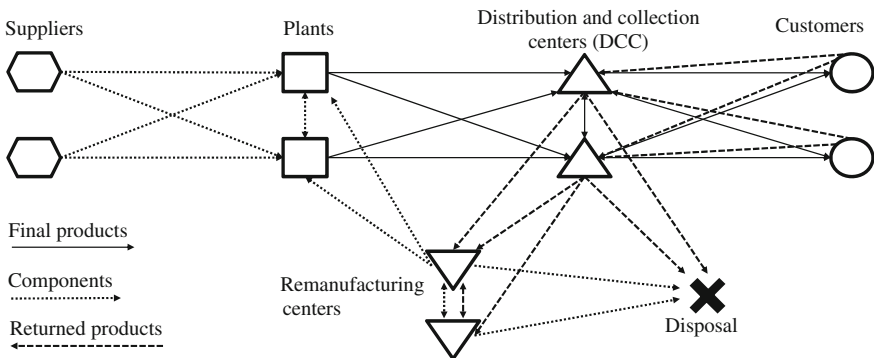 Suppliers
Plants
Distribution and collection
centers (DCC)
Customers
Final products
Components
Returned products
Remanufacturing
centers
Disposal